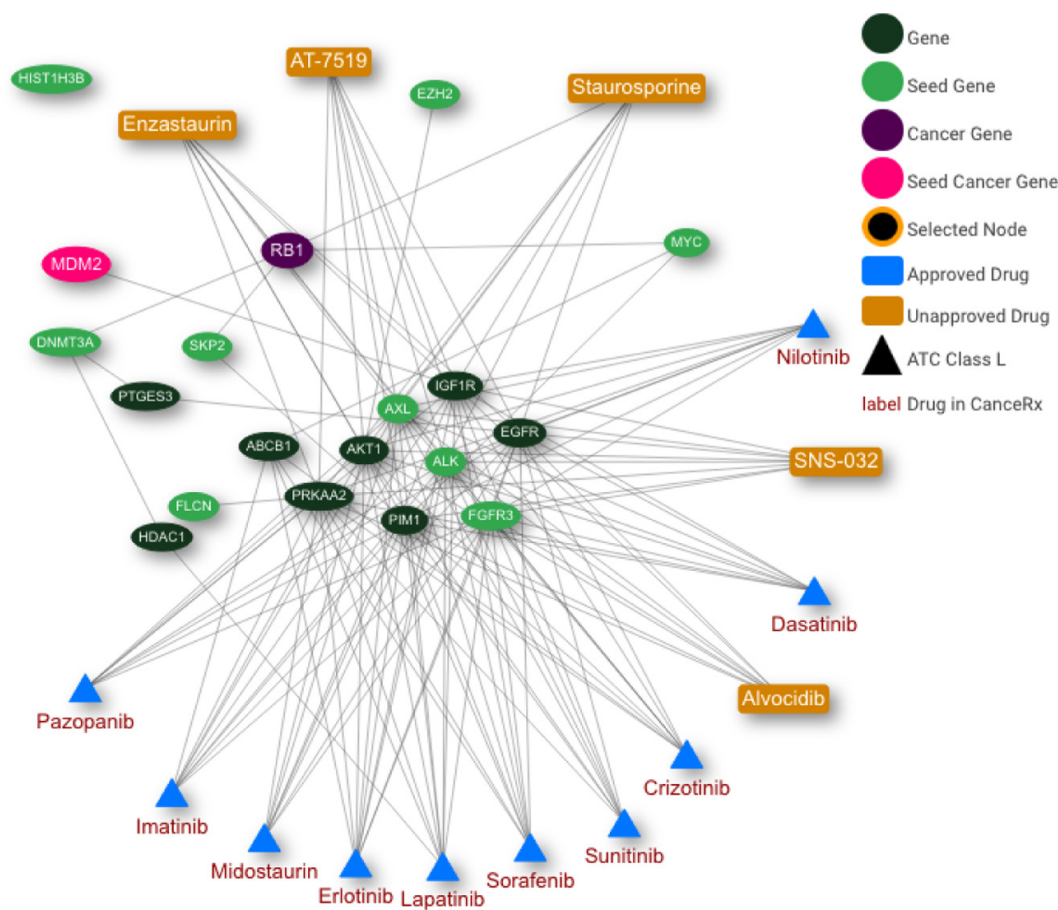 HIST1H3B
AT-7519
EZH2
Staurosporine
Enzastaurin
RB1
MYC
MDM2
DNMT3A
SKP2
Nilotinib
PTGES3
IGF1R
AXL
EGFR
ABCB1
AKT1
ALK
SNS-032
PRKAA2
FLCN
PIM1
FGFR3
HDAC1
Dasatinib
Pazopanib
Alvocidib
Crizotinib
Imatinib
Sunitinib
Midostaurin
Sorafenib
Erlotinib
Lapatinib
Gene
Seed Gene
Cancer Gene
Seed Cancer Gene
Selected Node
Approved Drug
Unapproved Drug
ATC Class L
label Drug in CanceRx